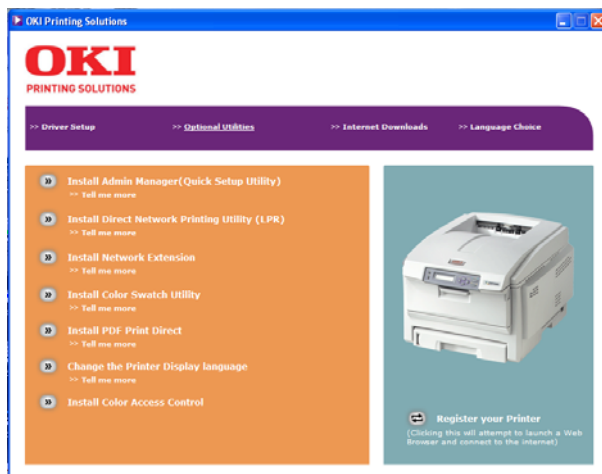 OKI Printing Solutions
OKI
PRINTING SOLUTIONS
>> Driver Setup >> Optional Utilities >> Internet Downloads >> Language Choice
Install Admin Manager(Quick Setup Utility)
>> Tell me more
Install Direct Network Printing Utility (LPR)
>> Tell me more
Install Network Extension
>> Tell me more
Install Color Swatch Utility
>> Tell me more
Install PDF Print Direct
>> Tell me more
Change the Printer Display language
>> Tell me more
Install Color Access Control
Register your Printer
(Clicking this will attempt to launch a Web
Browser and connect to the internet)